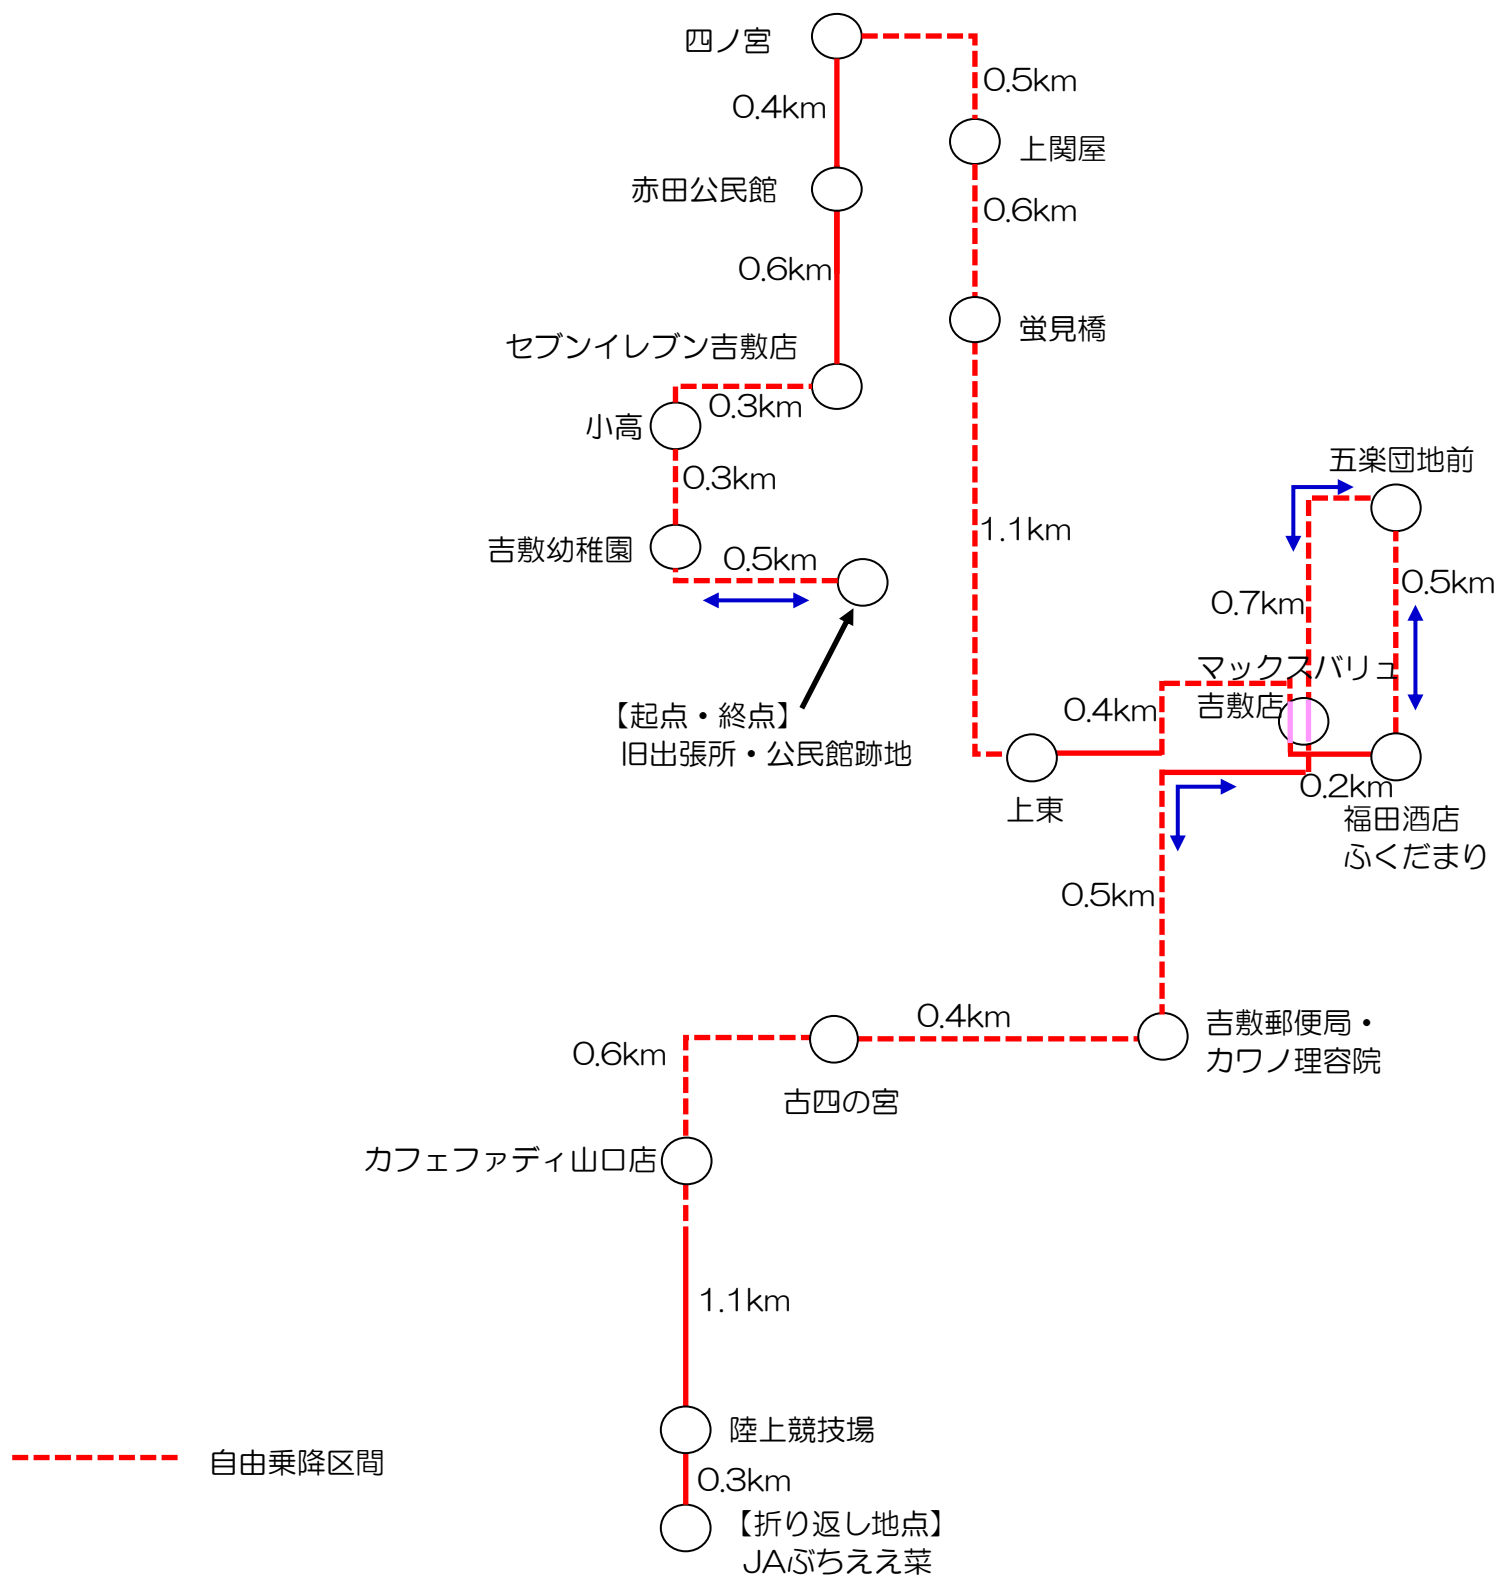 四ノ宮
0.5km
0.4km
上関屋
赤田公民館
0.6km
0.6km
蛍見橋
セブンイレブン吉敷店
0.3km
小高
0.3km
五楽団地前
1.1km
吉敷幼稚園
0.5km
0.5km
0.7km
マックスバリュ
吉敷店
【起点・終点】
旧出張所・公民館跡地
0.4km
上東
0.2km
福田酒店
ふくだまり
0.5km
0.4km
吉敷郵便局・
カワノ理容院
0.6km
古四の宮
カフェファディ山口店
1.1km
陸上競技場
自由乗降区間
0.3km
【折り返し地点】
JAぶちええ菜